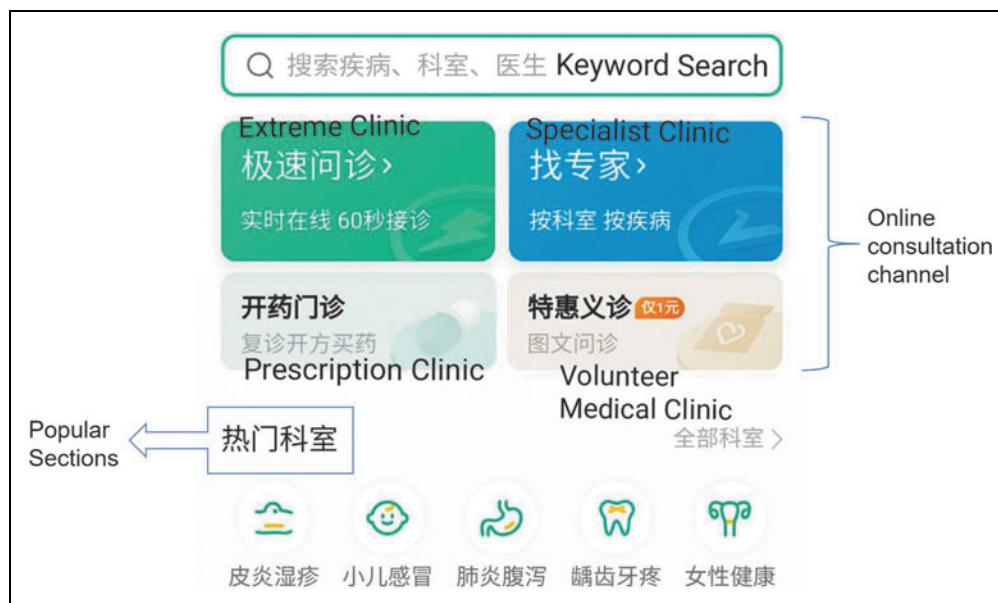 搜索疾病、科室、医生 Keyword Search
Extreme Clinic
极速问诊>
实时在线 60秒接诊
Specialist Clinic
找专家>
按科室 按疾病
Online
consultation
channel
开药门诊
复诊开方买药
Prescription Clinic
特惠义诊 仅1元
图文问诊
Volunteer
Medical Clinic
Popular
Sections
热门科室
全部科室 >
皮炎湿疹
小儿感冒
肺炎腹泻
龋齿牙疼
女性健康